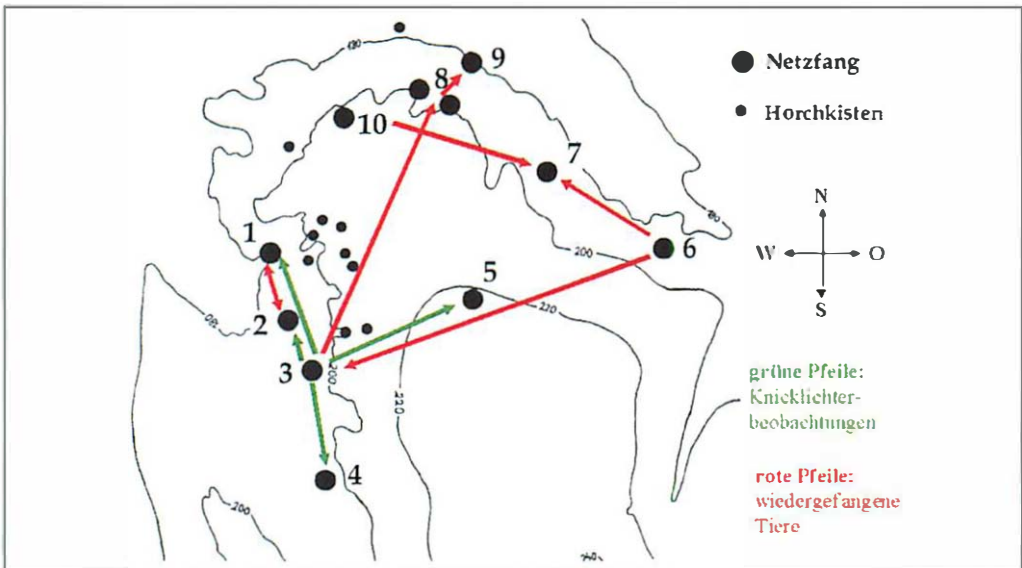 9
8
10
7
1
6
5
2
3
4
180
200
200
220
220
200
Netzfang
Horchkisten
N
W
O
S
grüne Pfeile:
Knicklichter-
beobachtungen
rote Pfeile:
wiedergefangene
Tiere